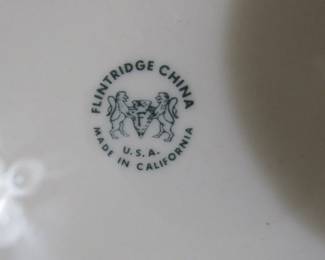 FLINTRIDGE CHINA
F
U.S.A.
MADE IN CALIFORNIA